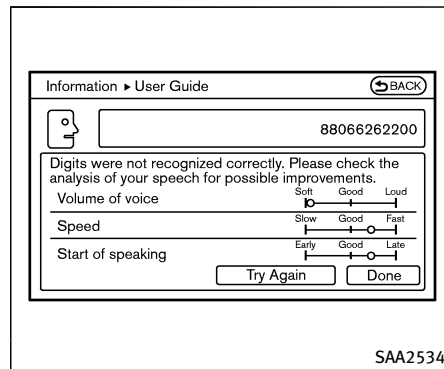 Information ▶ User Guide
BACK
88066262200
Digits were not recognized correctly. Please check the
analysis of your speech for possible improvements.
Volume of voice Soft Good Loud
Speed Slow Good Fast
Start of speaking Early Good Late
Try Again Done
SAA2534